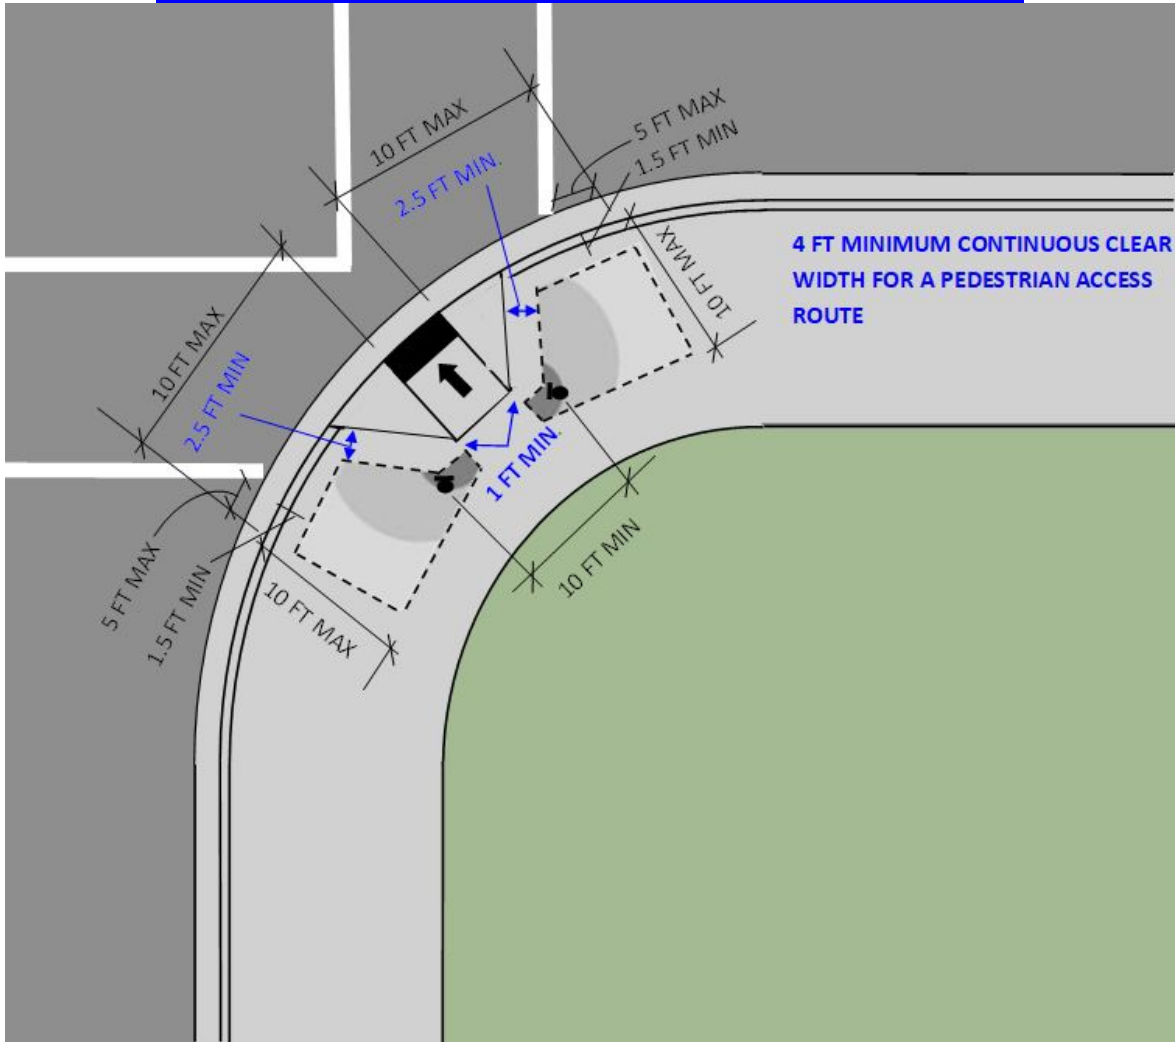 10 FT MAX
5 FT MAX
1.5 FT MIN
2.5 FT MIN.
10 FT MAX
4 FT MINIMUM CONTINUOUS CLEAR
WIDTH FOR A PEDESTRIAN ACCESS
ROUTE
10 FT MAX
2.5 FT MIN
1 FT MIN.
10 FT MIN
5 FT MAX
1.5 FT MIN
10 FT MAX